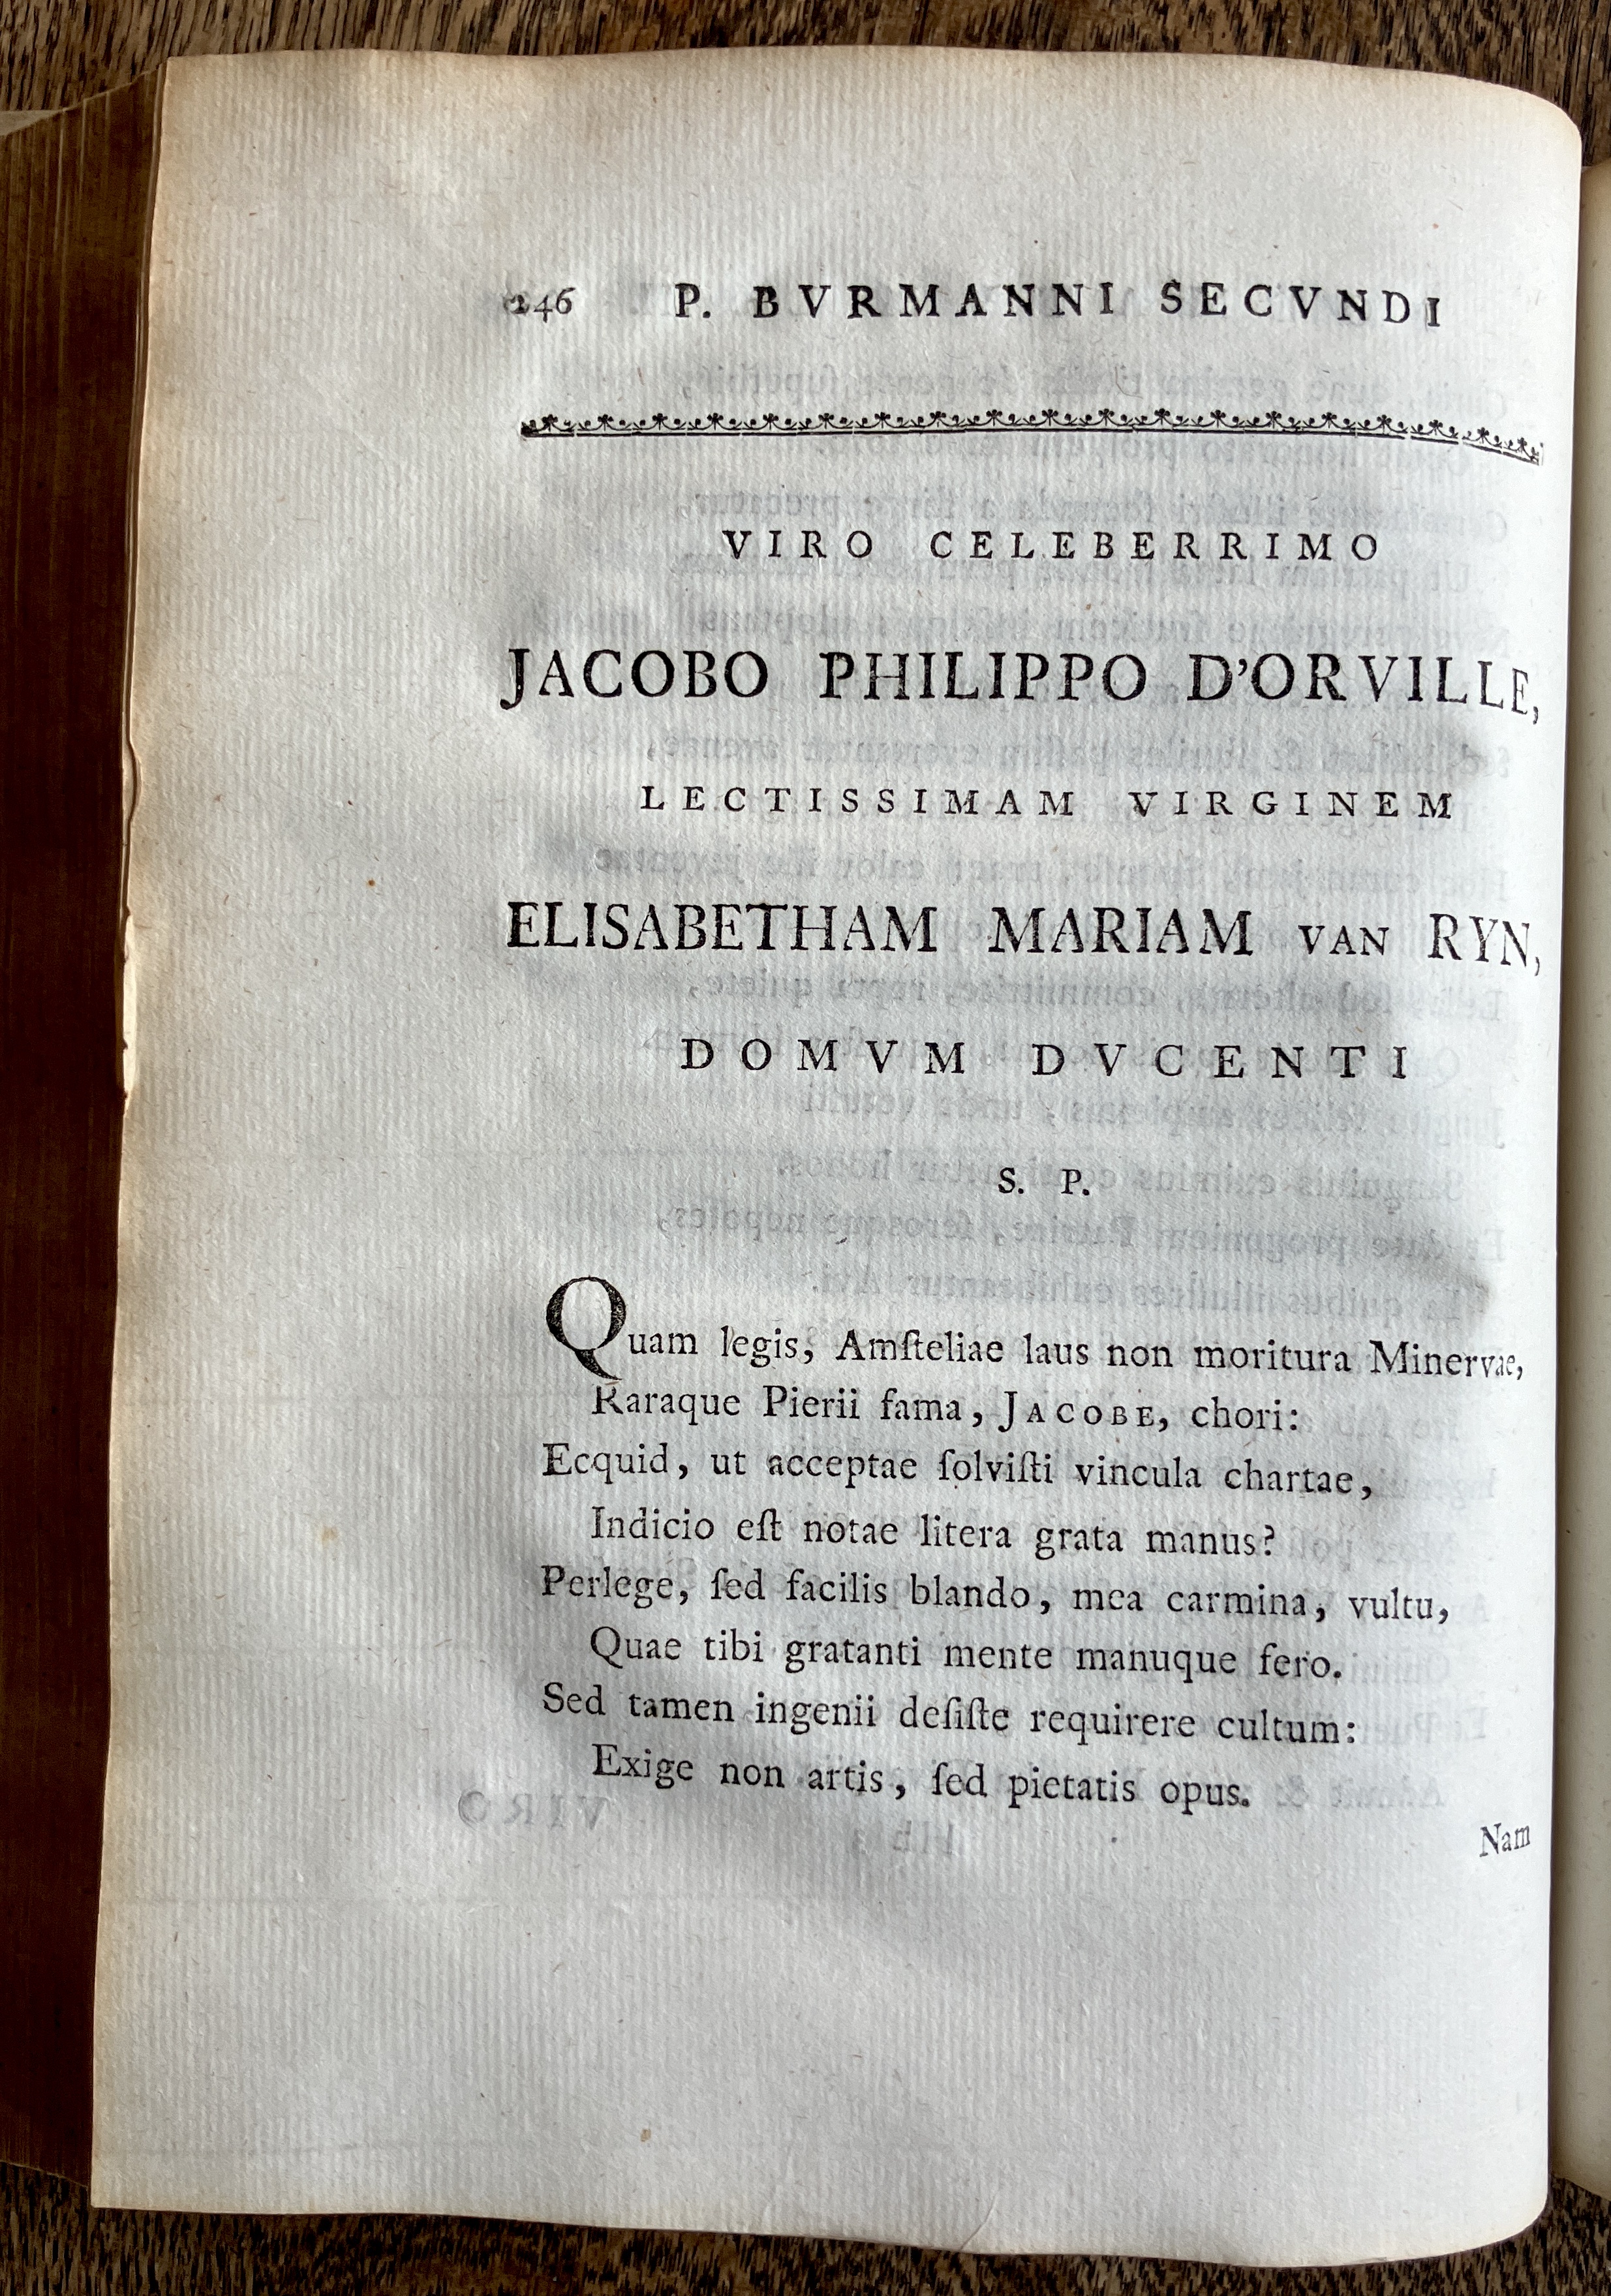 246 P. BVRMANNI SECVNDI
VIRO CELEBERRIMO
JACOBO PHILIPPO D'ORVILLE,
LECTISSIMAM VIRGINEM
ELISABETHAM MARIAM VAN RYN,
DOMVM DVCENTI
S. P.
Quam legis, Amſteliae laus non moritura Minervae,
Raraque Pierii fama, JACOBE, chori:
Ecquid, ut acceptae ſolviſti vincula chartae,
Indicio eſt notae litera grata manus?
Perlege, ſed facilis blando, mea carmina, vultu,
Quae tibi gratanti mente manuque fero.
Sed tamen ingenii deſiſte requirere cultum:
Exige non artis, ſed pietatis opus.
Nam